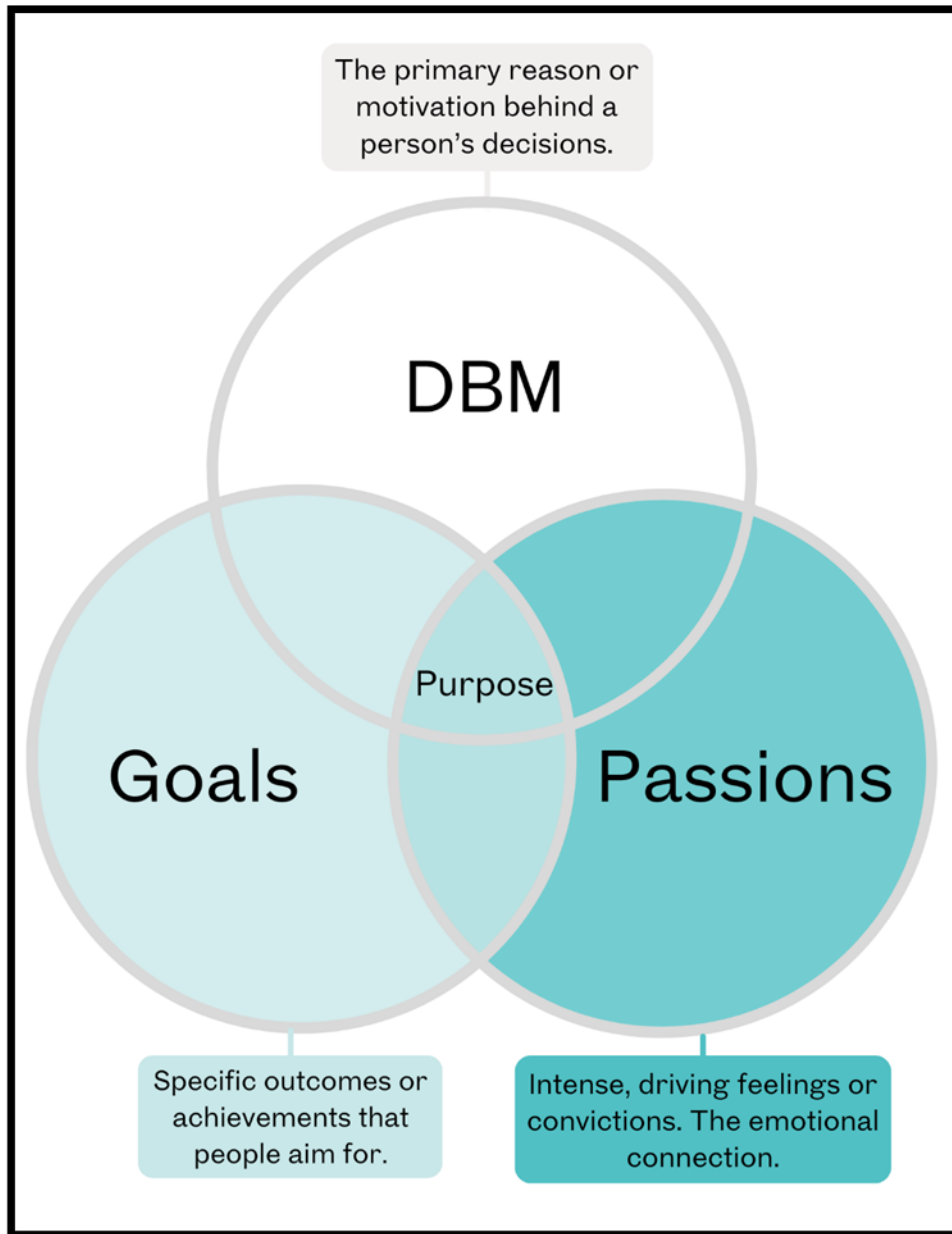 The primary reason or
motivation behind a
person’s decisions.
DBM
Purpose
Goals
Passions
Specific outcomes or
achievements that
people aim for.
Intense, driving feelings or
convictions. The emotional
connection.